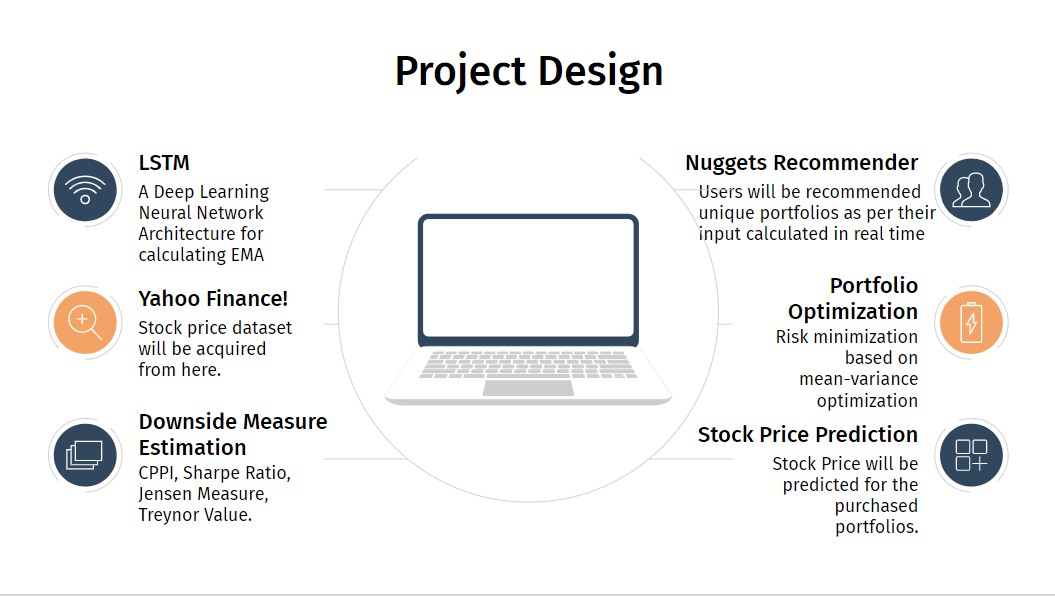 Project Design
LSTM
A Deep Learning
Neural Network
Architecture for
calculating EMA
Yahoo Finance!
Stock price dataset
will be acquired
from here.
Downside Measure
Estimation
CPPI, Sharpe Ratio,
Jensen Measure,
Treynor Value.
Nuggets Recommender
Users will be recommended
unique portfolios as per their
input calculated in real time
Portfolio
Optimization
Risk minimization
based on
mean-variance
optimization
Stock Price Prediction
Stock Price will be
predicted for the
purchased
portfolios.